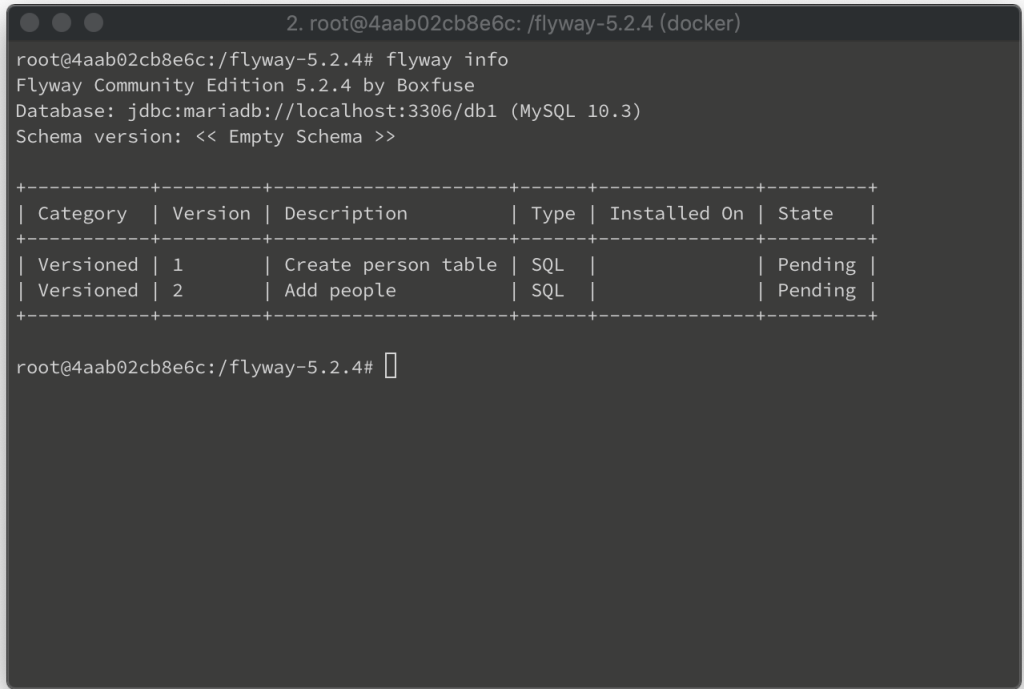 2. root@4aab02cb8e6c: /flyway-5.2.4 (docker)
root@4aab02cb8e6c:/flyway-5.2.4# flyway info
Flyway Community Edition 5.2.4 by Boxfuse
Database: jdbc:mariadb://localhost:3306/db1 (MySQL 10.3)
Schema version: << Empty Schema >>
+-----------+---------+---------------------+------+--------------+---------+
| Category  | Version | Description         | Type | Installed On | State   |
+-----------+---------+---------------------+------+--------------+---------+
| Versioned | 1       | Create person table | SQL  |              | Pending |
| Versioned | 2       | Add people          | SQL  |              | Pending |
+-----------+---------+---------------------+------+--------------+---------+
root@4aab02cb8e6c:/flyway-5.2.4#